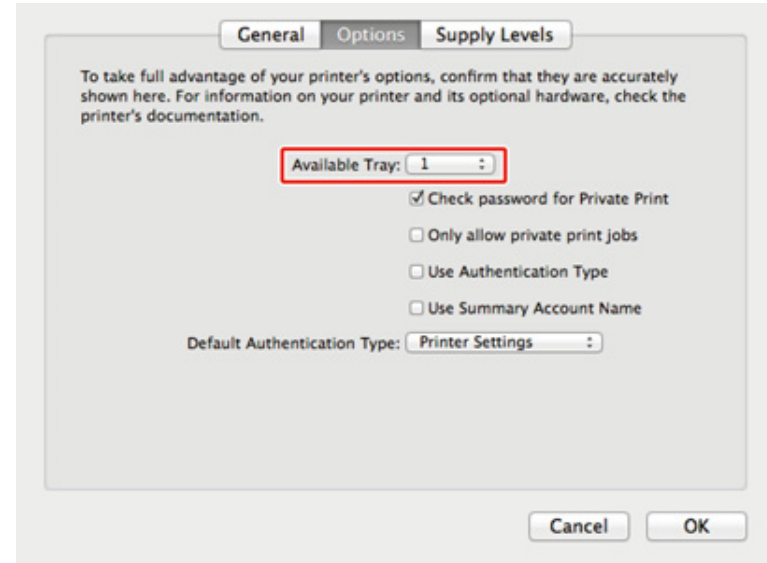 General Options Supply Levels
To take full advantage of your printer's options, confirm that they are accurately
shown here. For information on your printer and its optional hardware, check the
printer's documentation.
Available Tray: 1
Check password for Private Print
Only allow private print jobs
Use Authentication Type
Use Summary Account Name
Default Authentication Type: Printer Settings
Cancel OK